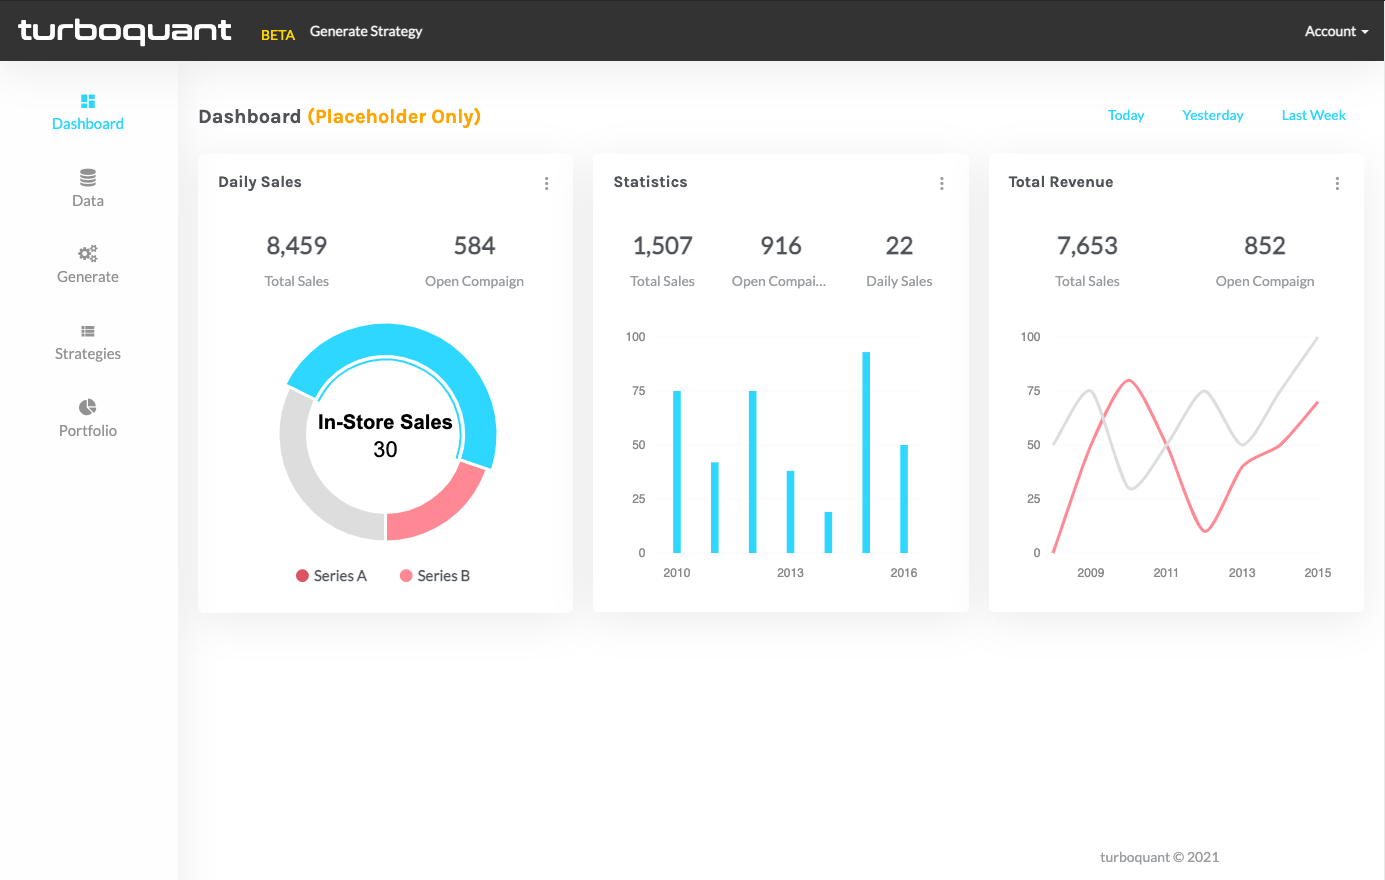 turboquant BETA Generate Strategy Account
Dashboard
Data
Generate
Strategies
Portfolio
Dashboard (Placeholder Only)
Today Yesterday Last Week
Daily Sales
8,459 584
Total Sales Open Compaign
In-Store Sales
30
Series A Series B
Statistics
1,507 916 22
Total Sales Open Compai... Daily Sales
100
75
50
25
0
2010 2013 2016
Total Revenue
7,653 852
Total Sales Open Compaign
100
75
50
25
0
2009 2011 2013 2015
turboquant © 2021